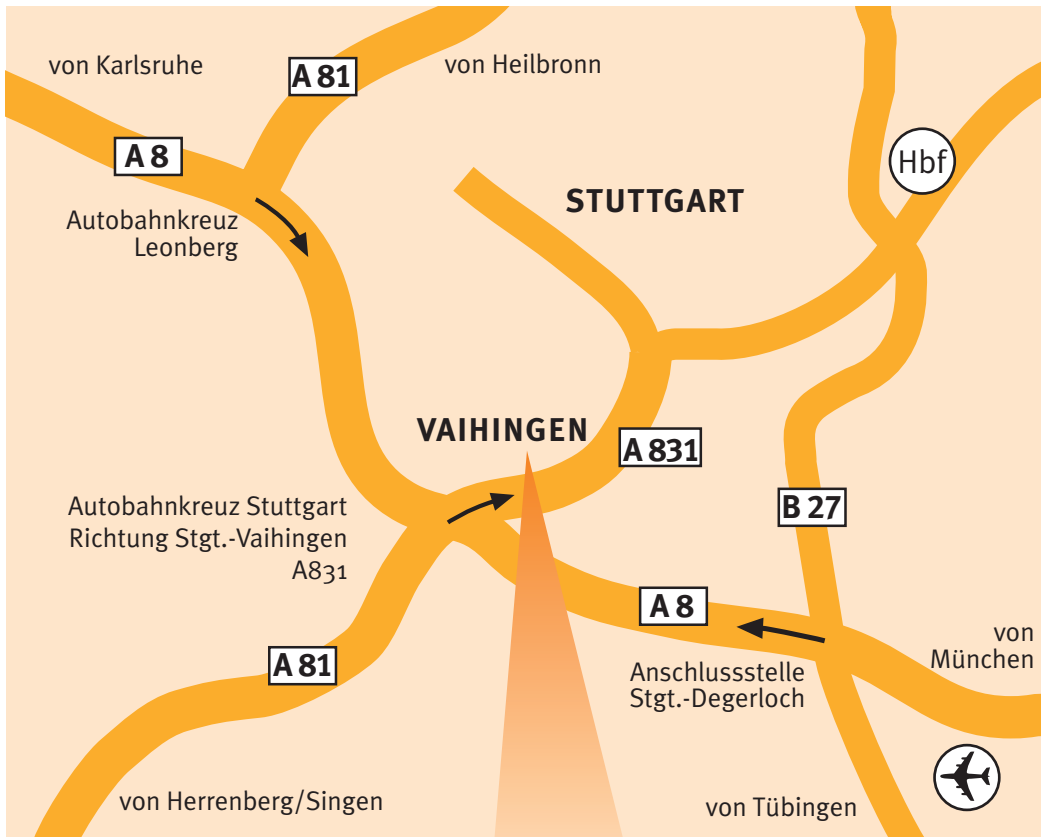 von Karlsruhe
A 81
von Heilbronn
A 8
Hbf
STUTTGART
Autobahnkreuz
Leonberg
VAIHINGEN
A 831
Autobahnkreuz Stuttgart
Richtung Stgt.-Vaihingen
A831
B 27
A 8
von
München
A 81
Anschlussstelle
Stgt.-Degerloch
von Herrenberg/Singen
von Tübingen